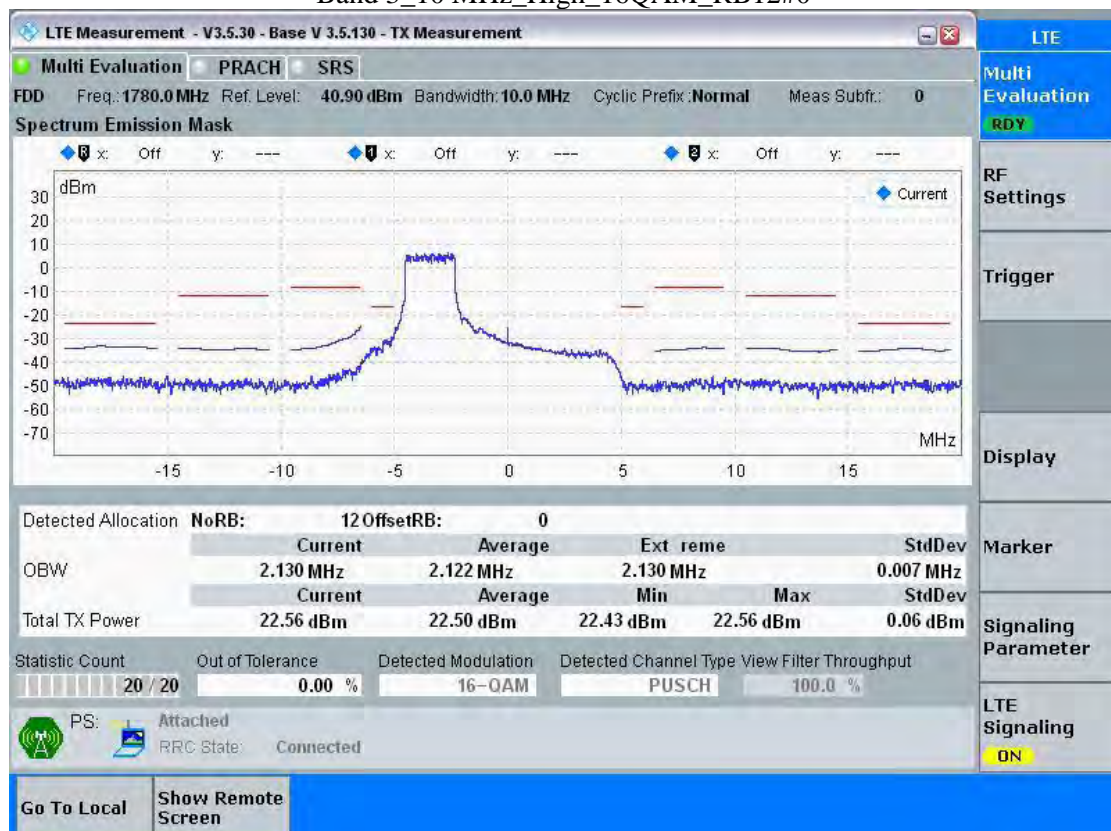 Band 3_10 MHz_High_16QAM_RB12#0
LTE Measurement - V3.5.30 - Base V 3.5.130 - TX Measurement
LTE
Multi Evaluation PRACH SRS
Multi
Evaluation
RDY
FDD Freq.: 1780.0 MHz Ref. Level: 40.90 dBm Bandwidth: 10.0 MHz Cyclic Prefix : Normal Meas Subfr.: 0
Spectrum Emission Mask
R x: Off y: --- 1 x: Off y: --- 2 x: Off y: ---
dBm
Current
30
20
10
0
-10
-20
-30
-40
-50
-60
-70
MHz
-15 -10 -5 0 5 10 15
RF
Settings
Trigger
Display
Marker
Signaling
Parameter
LTE
Signaling
ON
Detected Allocation NoRB: 12 OffsetRB: 0
Current Average Ext reme StdDev
OBW 2.130 MHz 2.122 MHz 2.130 MHz 0.007 MHz
Current Average Min Max StdDev
Total TX Power 22.56 dBm 22.50 dBm 22.43 dBm 22.56 dBm 0.06 dBm
Statistic Count Out of Tolerance Detected Modulation Detected Channel Type View Filter Throughput
20 / 20 0.00 % 16-QAM PUSCH 100.0 %
PS: Attached
RRC State: Connected
Go To Local
Show Remote
Screen